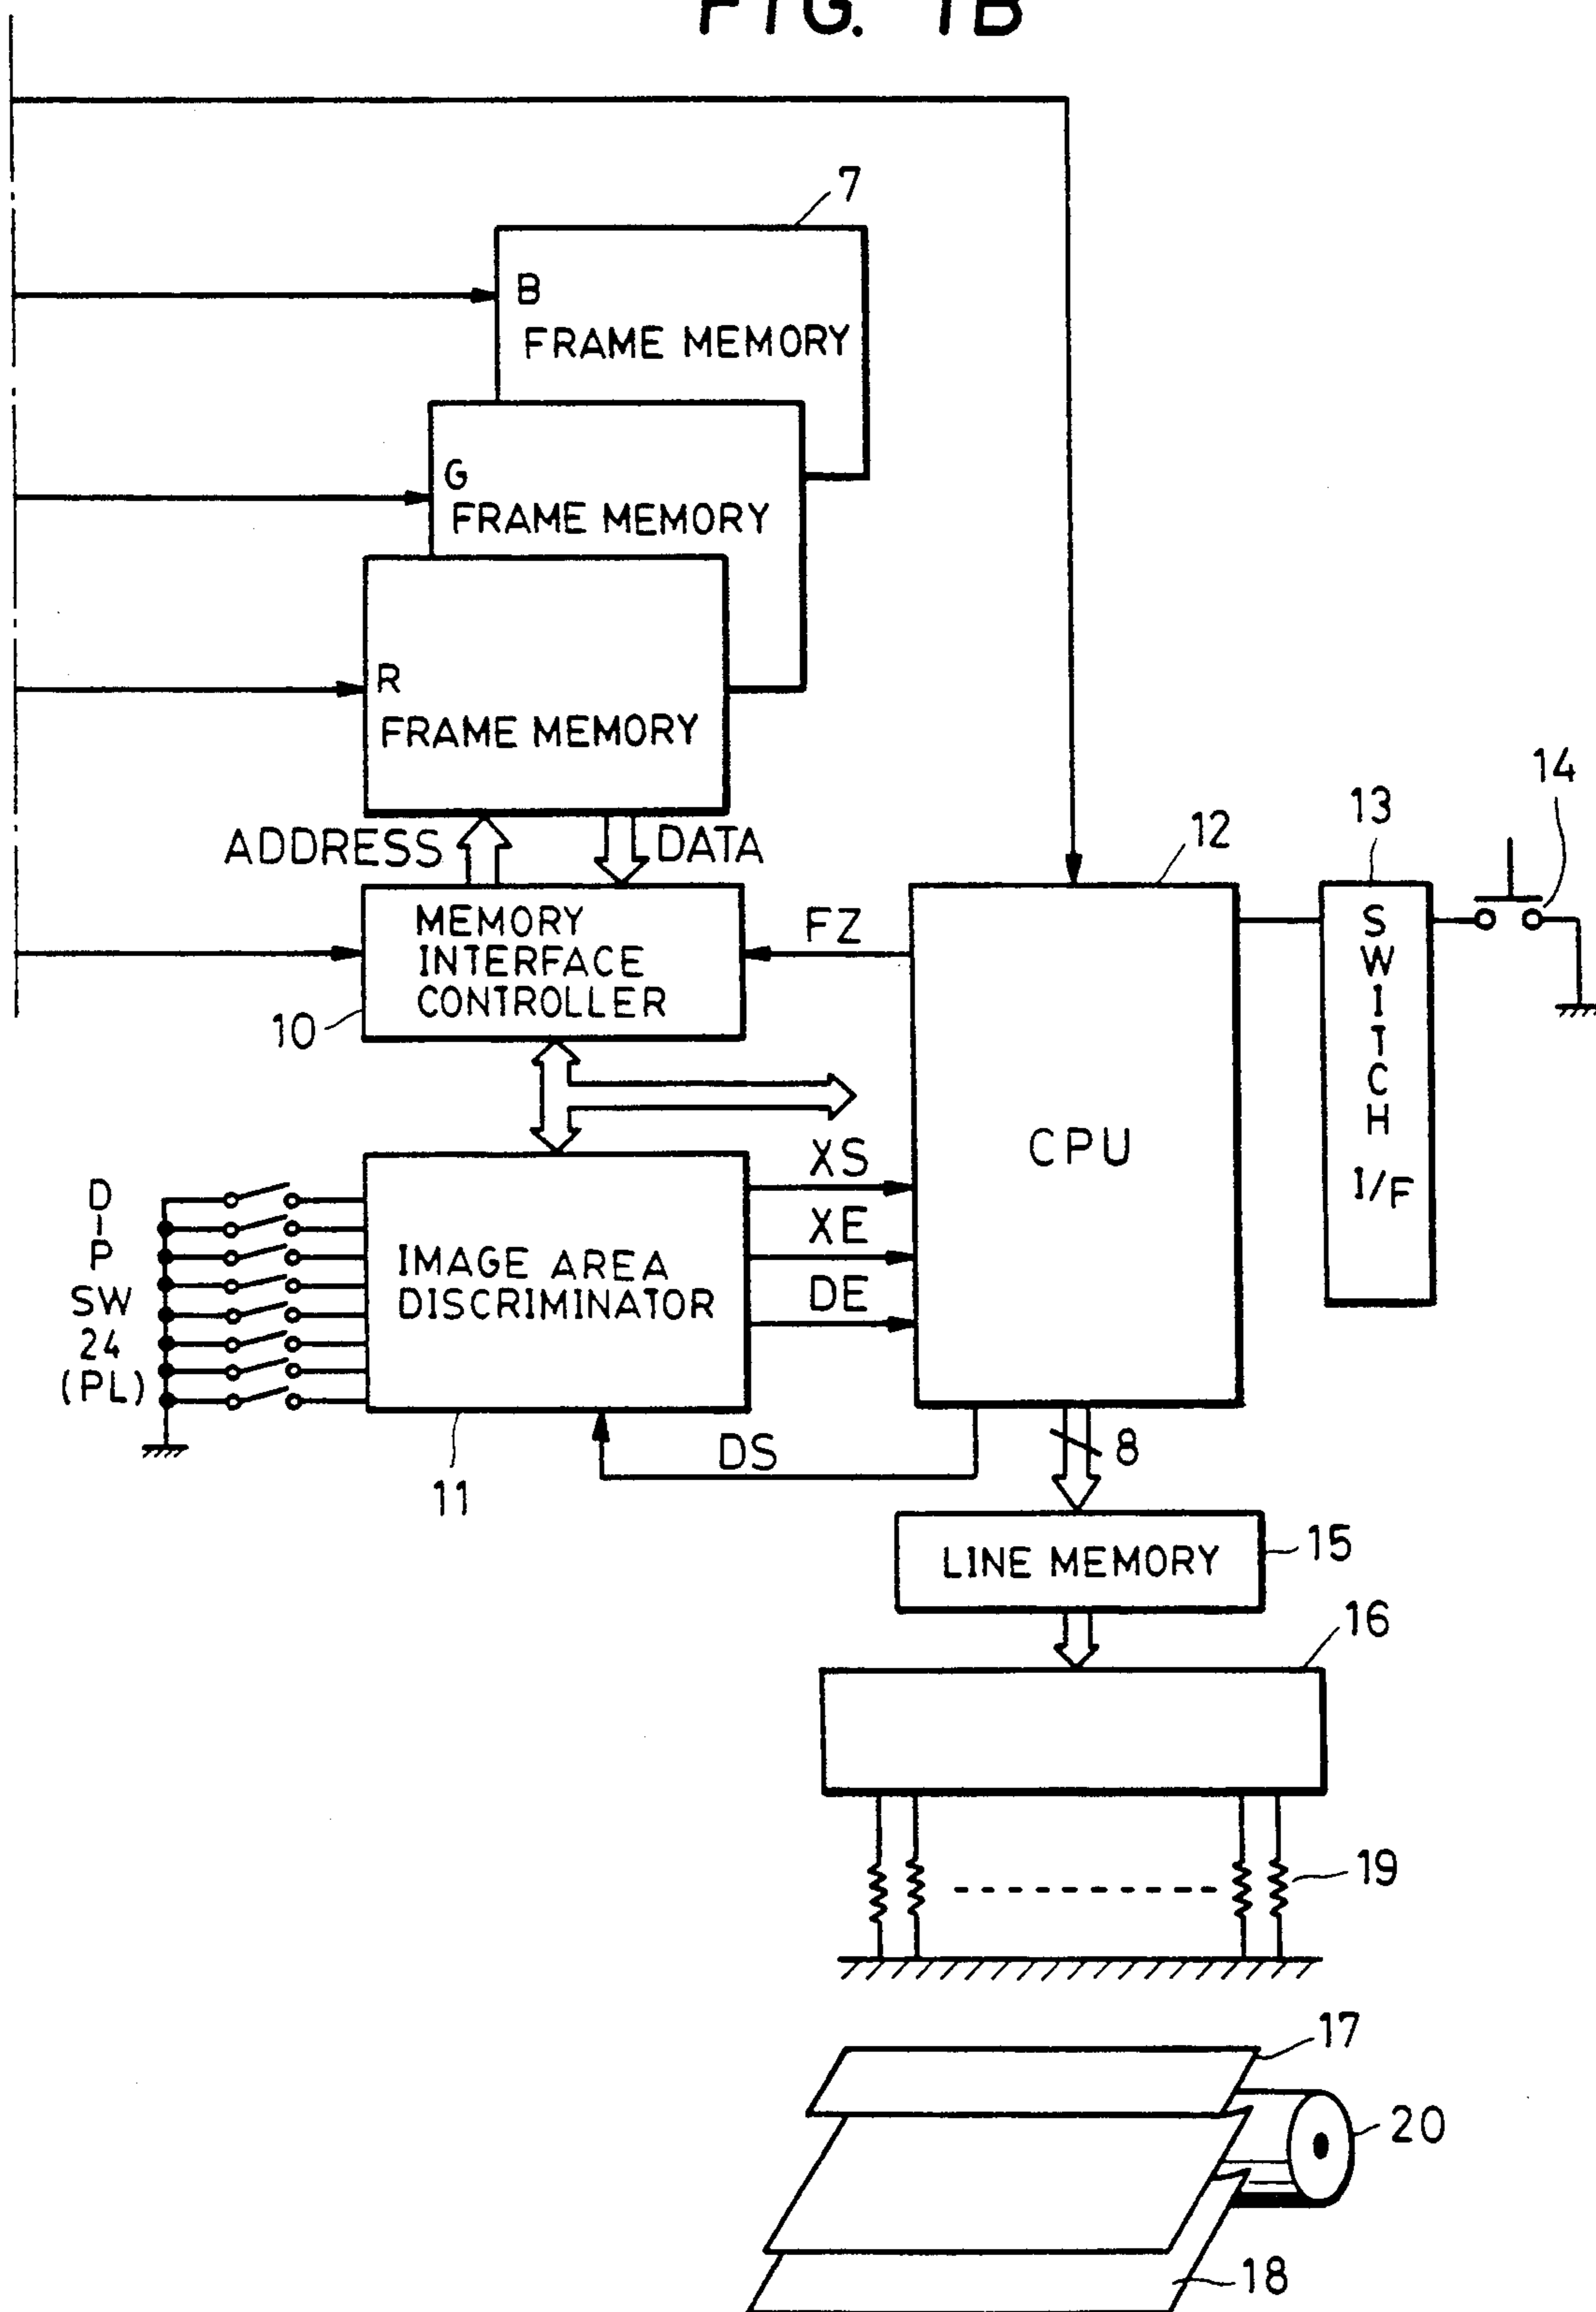 FIG. 1B
7
B
FRAME MEMORY
G
FRAME MEMORY
R
FRAME MEMORY
ADDRESS
DATA
MEMORY
INTERFACE
CONTROLLER
10
FZ
12
CPU
13
SWITCH
I/F
14
D-P
SW
24
(PL)
IMAGE AREA
DISCRIMINATOR
11
XS
XE
DE
DS
8
LINE MEMORY
15
16
19
17
20
18